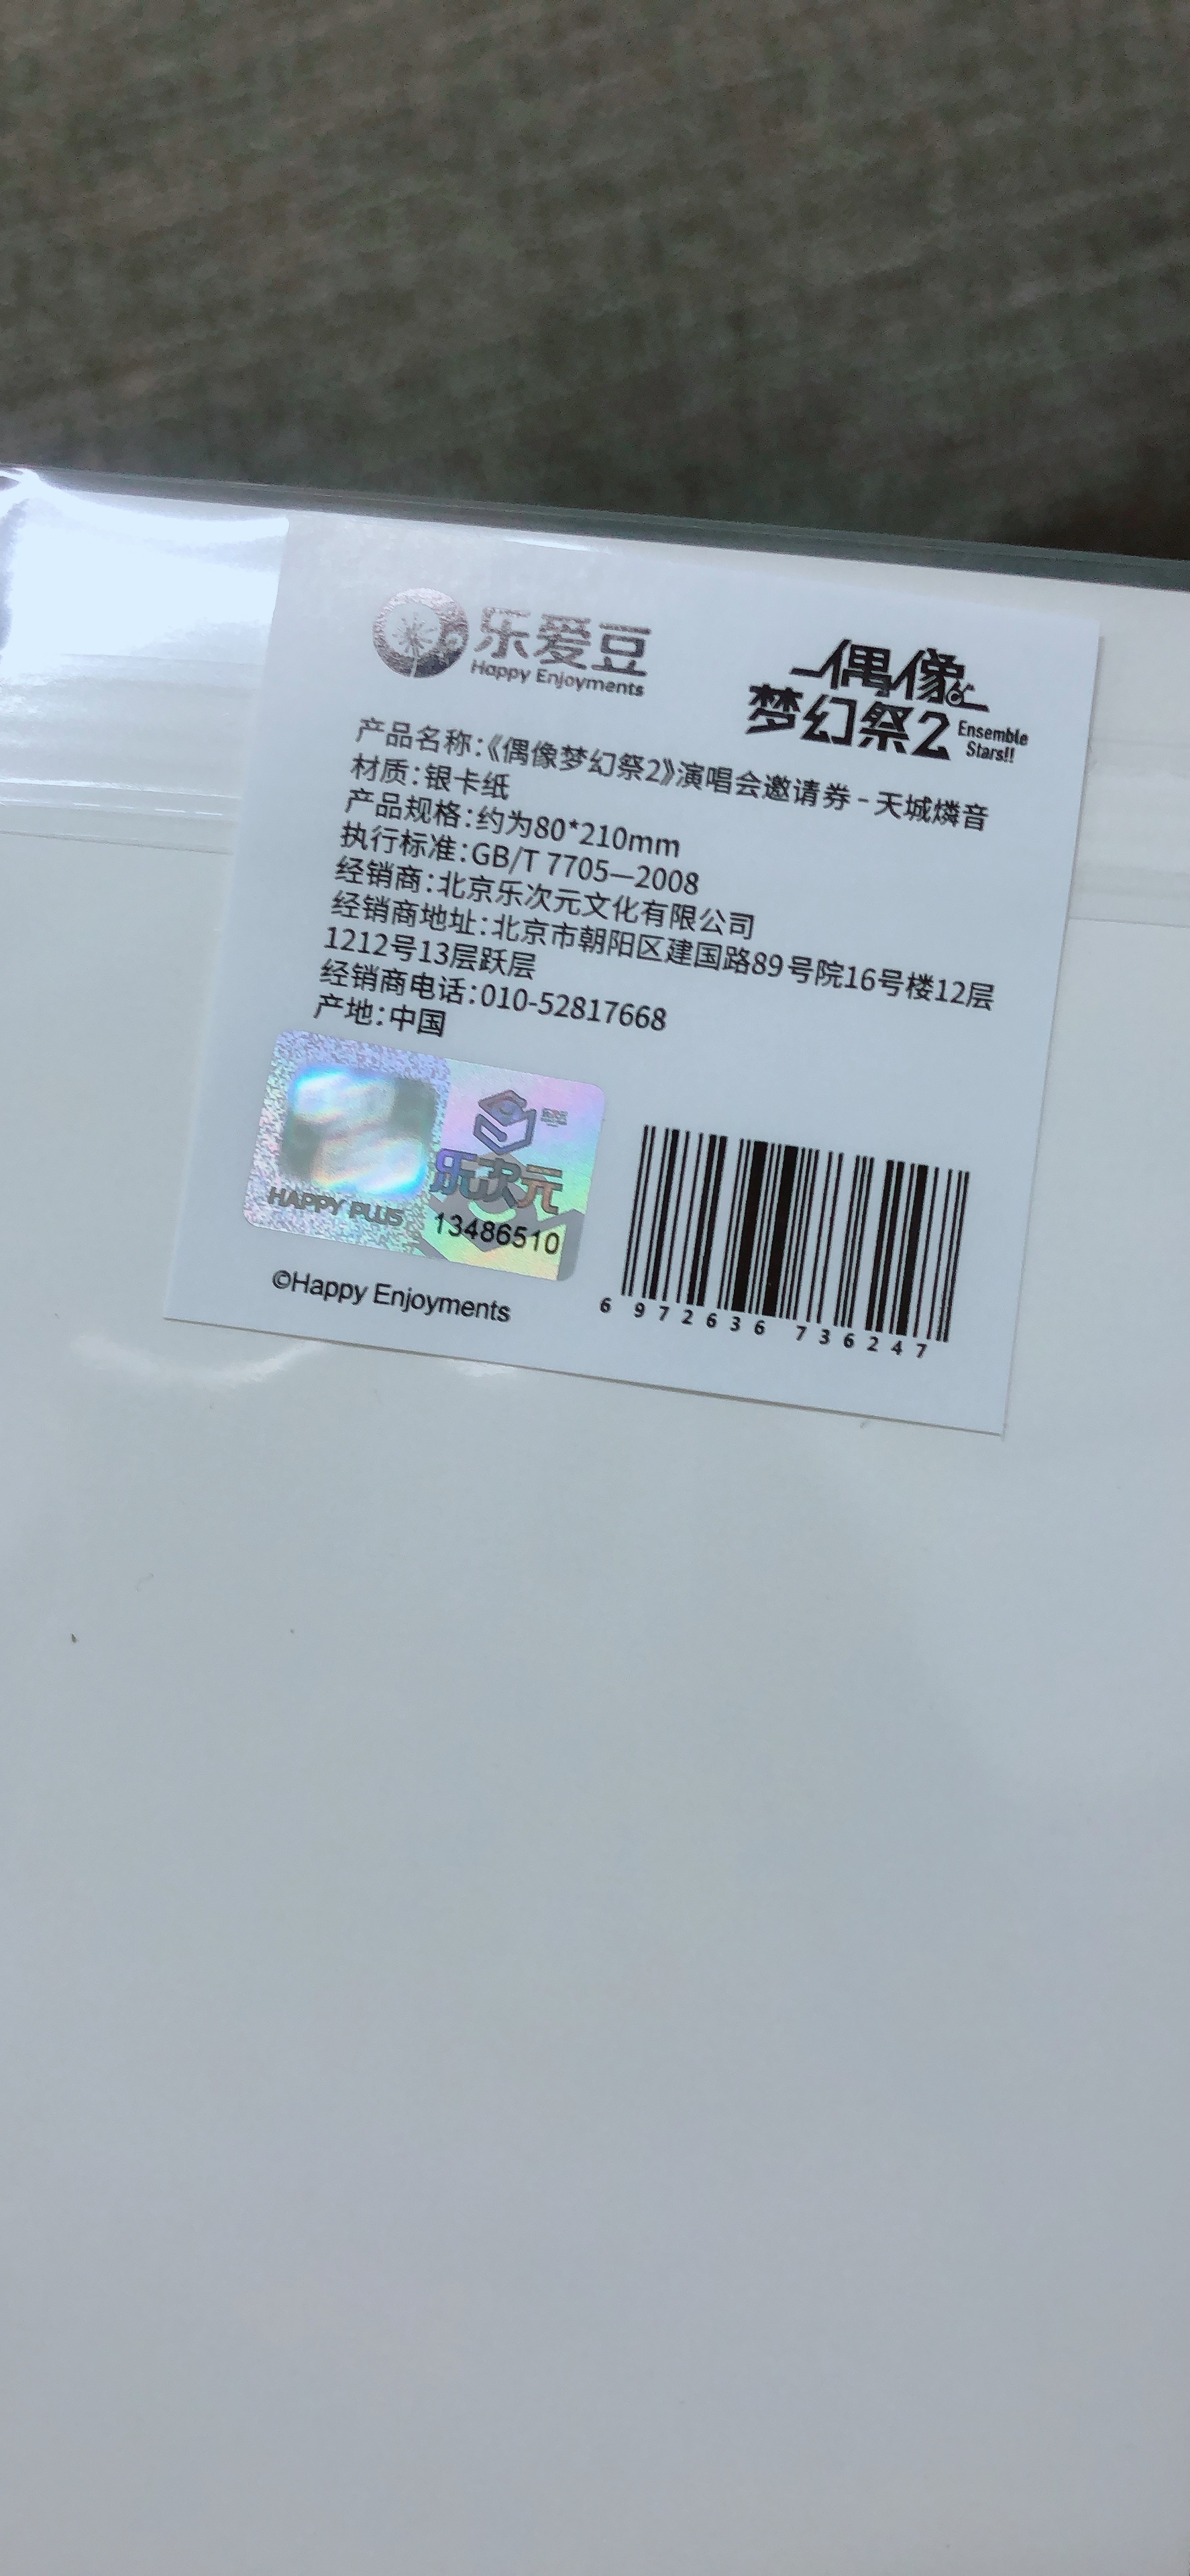 乐爱豆
Happy Enjoyments
偶像
梦幻祭2
Ensemble
Stars!!
产品名称:《偶像梦幻祭2》演唱会邀请券-天城燐音
材质:银卡纸
产品规格:约为80*210mm
执行标准:GB/T 7705—2008
经销商:北京乐次元文化有限公司
经销商地址:北京市朝阳区建国路89号院16号楼12层
1212号13层跃层
经销商电话:010-52817668
产地:中国
乐次元
HAPPY PLUS
13486510
©Happy Enjoyments
6 972636 736247